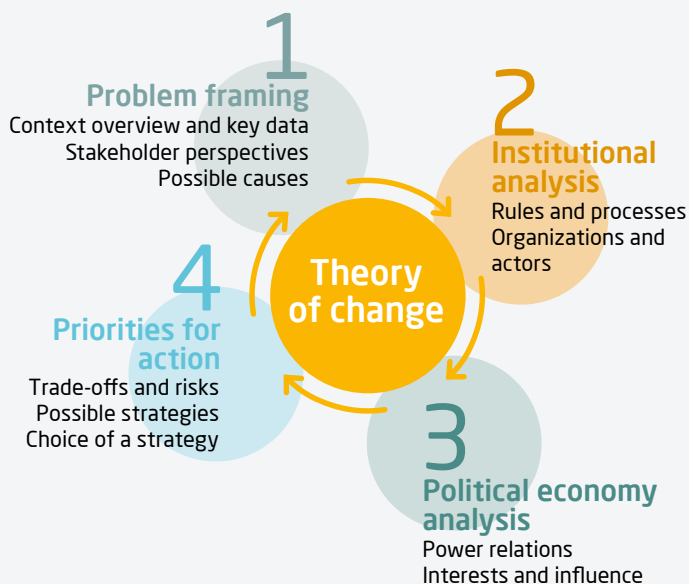 1
Problem framing
Context overview and key data
Stakeholder perspectives
Possible causes
2
Institutional
analysis
Rules and processes
Organizations and
actors
3
Political economy
analysis
Power relations
Interests and influence
4
Priorities for
action
Trade-offs and risks
Possible strategies
Choice of a strategy
Theory
of change